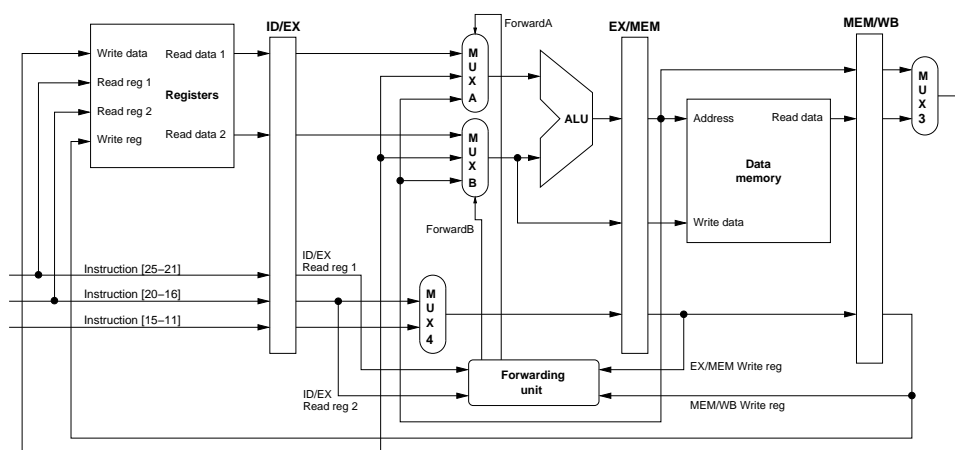 ForwardA
ID/EX
EX/MEM
MEM/WB
Write data
Read data 1
Read reg 1
Registers
Read reg 2
Write reg
Read data 2
M
U
X
A
M
U
X
B
ALU
Address
Read data
Data
memory
Write data
M
U
X
3
ForwardB
ID/EX
Read reg 1
Instruction [25–21]
Instruction [20–16]
Instruction [15–11]
M
U
X
4
Forwarding
unit
EX/MEM Write reg
ID/EX
Read reg 2
MEM/WB Write reg